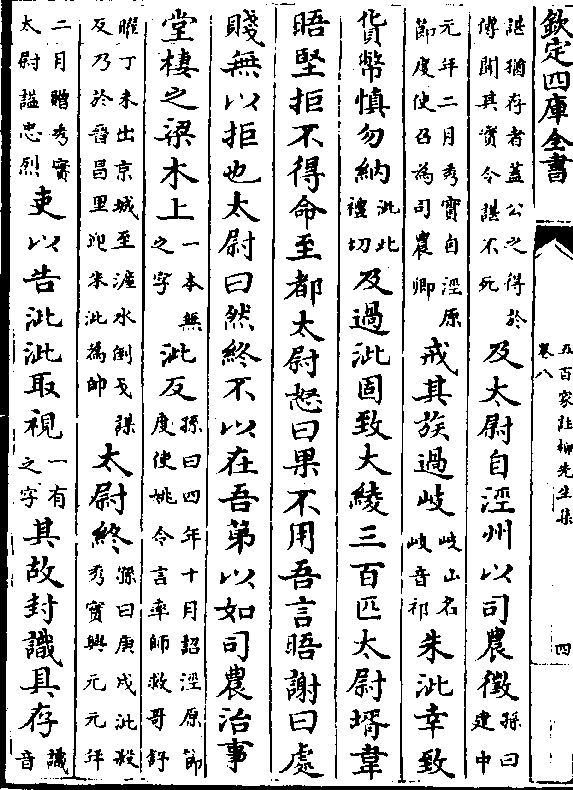 欽定四庫全書
五百家註柳先生集
卷八
四
諶猶存者蓋公之得於
傳聞其實令諶不死
及太尉自涇州以司農徵
孫曰
建中
元年二月秀實自涇原
節度使召為司農卿
戒其族過岐
岐山名
岐音祁
朱泚幸致
貨幣慎勿納
泚此
禮切
及過泚固致大綾三百匹太尉壻韋
晤堅拒不得命至都太尉怒曰果不用吾言晤謝曰處
賤無以拒也太尉曰然終不以在吾第以如司農治事
堂棲之梁木上
一本無
之字
泚反
孫曰四年十月詔涇原節
度使姚令言率師救哥舒
曜丁未出京城至滻水倒戈謀
反乃於晉昌里迎朱泚為帥
太尉終
孫曰庚戌泚殺
秀實興元元年
二月贈秀實
太尉謚忠烈
吏以告泚泚取視
一有
之字
其故封識具存
識
音